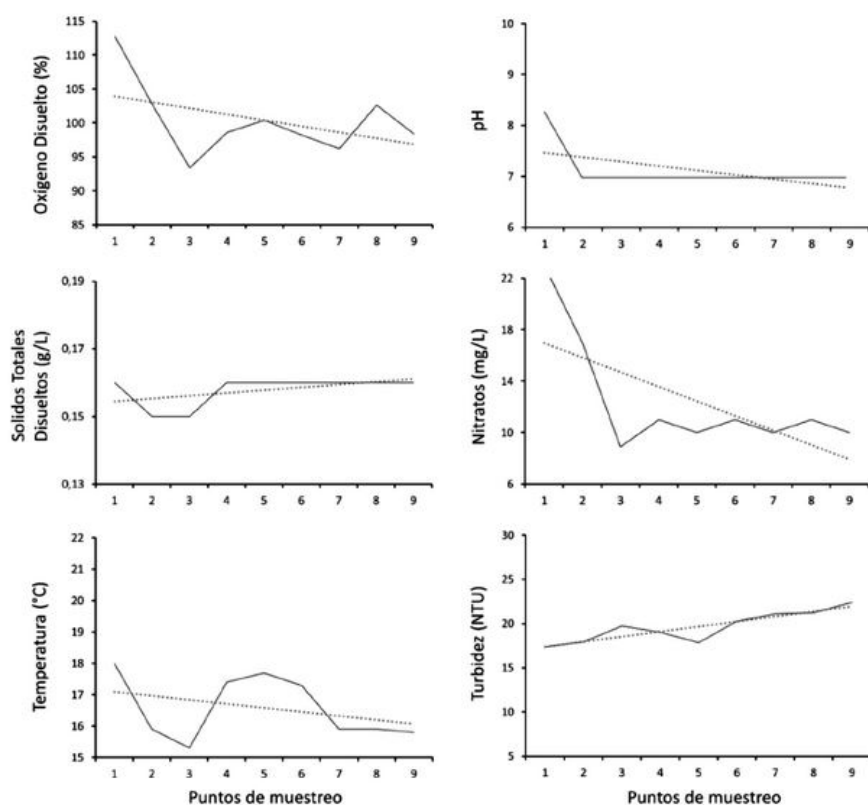 Oxígeno Disuelto (%)
115
110
105
100
95
90
85
1 2 3 4 5 6 7 8 9
pH
10
9
8
7
6
1 2 3 4 5 6 7 8 9
Solidos Totales
Disueltos (g/L)
0,19
0,17
0,15
0,13
1 2 3 4 5 6 7 8 9
Nitratos (mg/L)
22
18
14
10
6
1 2 3 4 5 6 7 8 9
Temperatura (°C)
22
21
20
19
18
17
16
15
1 2 3 4 5 6 7 8 9
Puntos de muestreo
Turbidez (NTU)
30
25
20
15
10
5
1 2 3 4 5 6 7 8 9
Puntos de muestreo